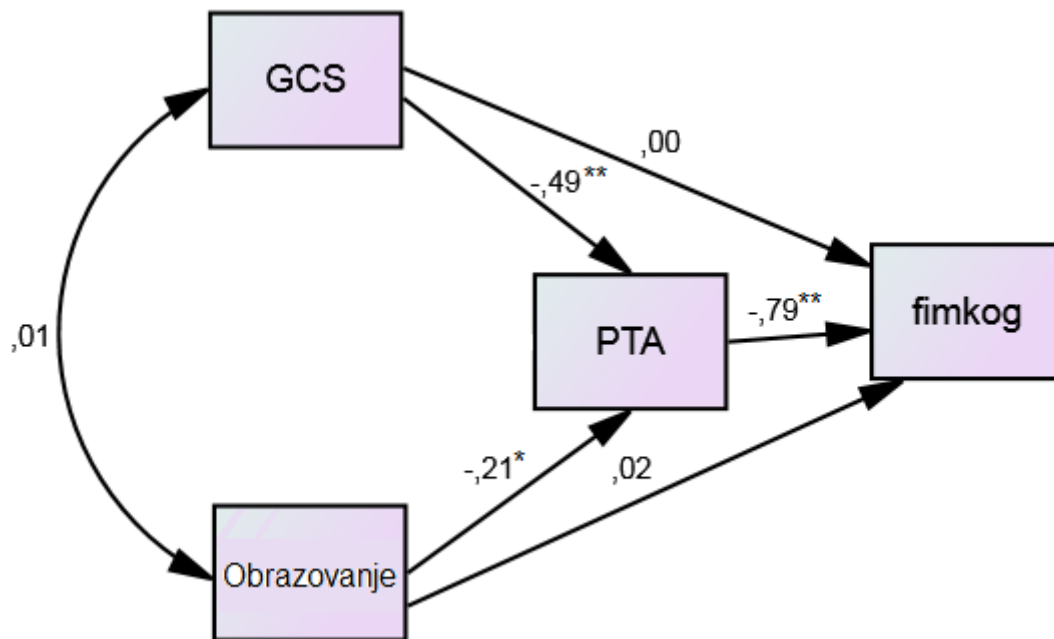 GCS
,00
-,49**
PTA
-,79**
fimkog
,01
-,21*
,02
Obrazovanje